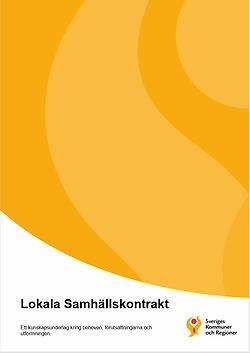 Lokala Samhällskontrakt
Ett kunskapsunderlag kring behoven, förutsättningarna och
utformningen.
Sveriges
Kommuner
och Regioner